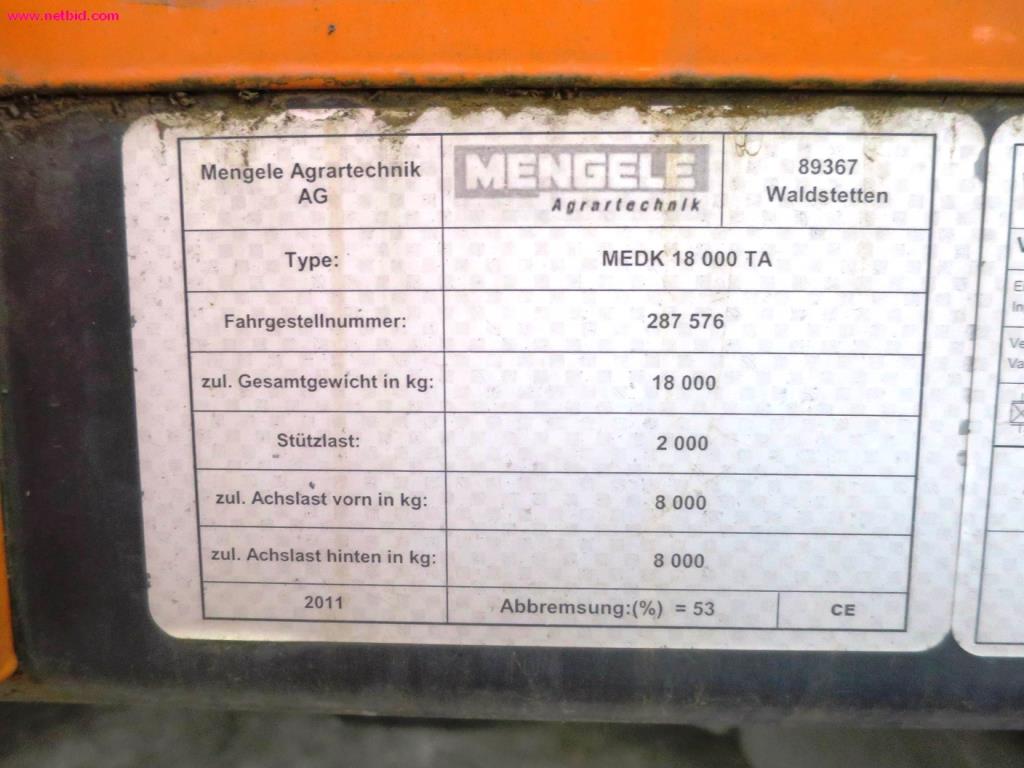 www.netbid.com
Mengele Agrartechnik
AG
MENGELE
Agrartechnik
89367
Waldstetten
Type: MEDK 18 000 TA
Fahrgestellnummer: 287 576
zul. Gesamtgewicht in kg: 18 000
Stützlast: 2 000
zul. Achslast vorn in kg: 8 000
zul. Achslast hinten in kg: 8 000
2011 Abbremsung:(%) = 53 CE